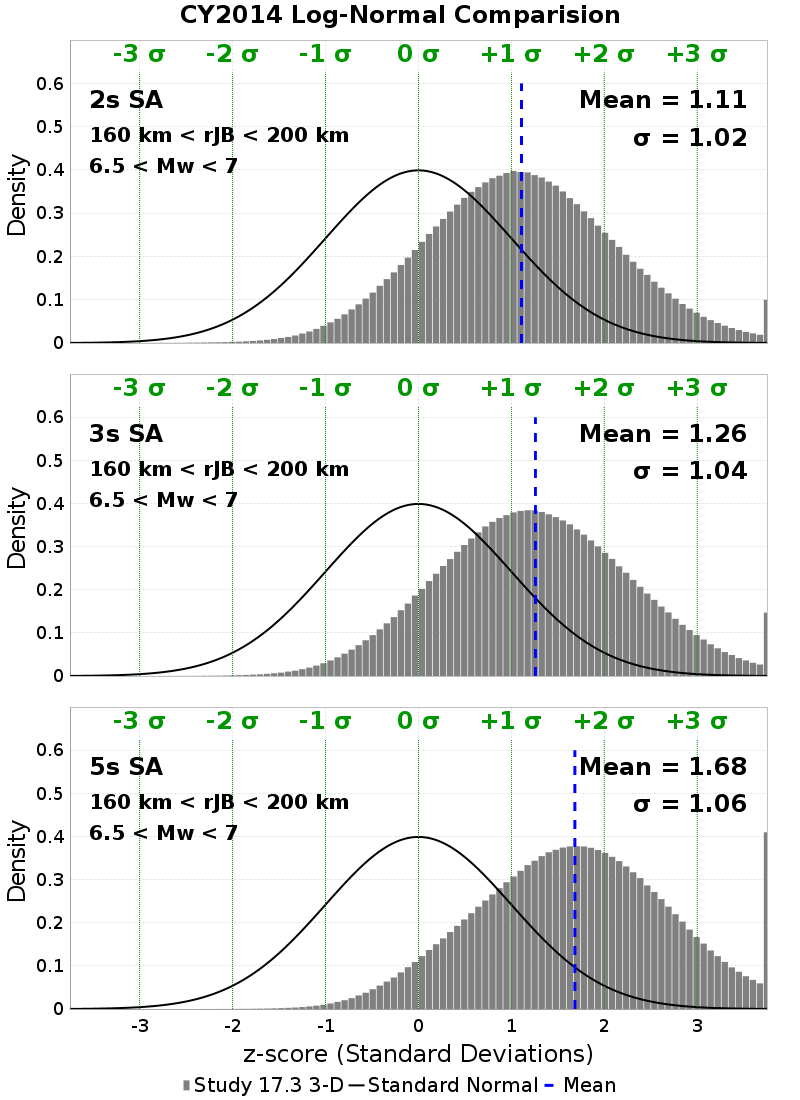 CY2014 Log-Normal Comparision
-3 σ -2 σ -1 σ 0 σ +1 σ +2 σ +3 σ
0.6
2s SA Mean = 1.11
0.5
160 km < rJB < 200 km σ = 1.02
6.5 < Mw < 7
0.4
Density
0.3
0.2
0.1
0
-3 σ -2 σ -1 σ 0 σ +1 σ +2 σ +3 σ
0.6
3s SA Mean = 1.26
0.5
160 km < rJB < 200 km σ = 1.04
6.5 < Mw < 7
0.4
Density
0.3
0.2
0.1
0
-3 σ -2 σ -1 σ 0 σ +1 σ +2 σ +3 σ
0.6
5s SA Mean = 1.68
0.5
160 km < rJB < 200 km σ = 1.06
6.5 < Mw < 7
0.4
Density
0.3
0.2
0.1
0
-3 -2 -1 0 1 2 3
z-score (Standard Deviations)
Study 17.3 3-D Standard Normal Mean